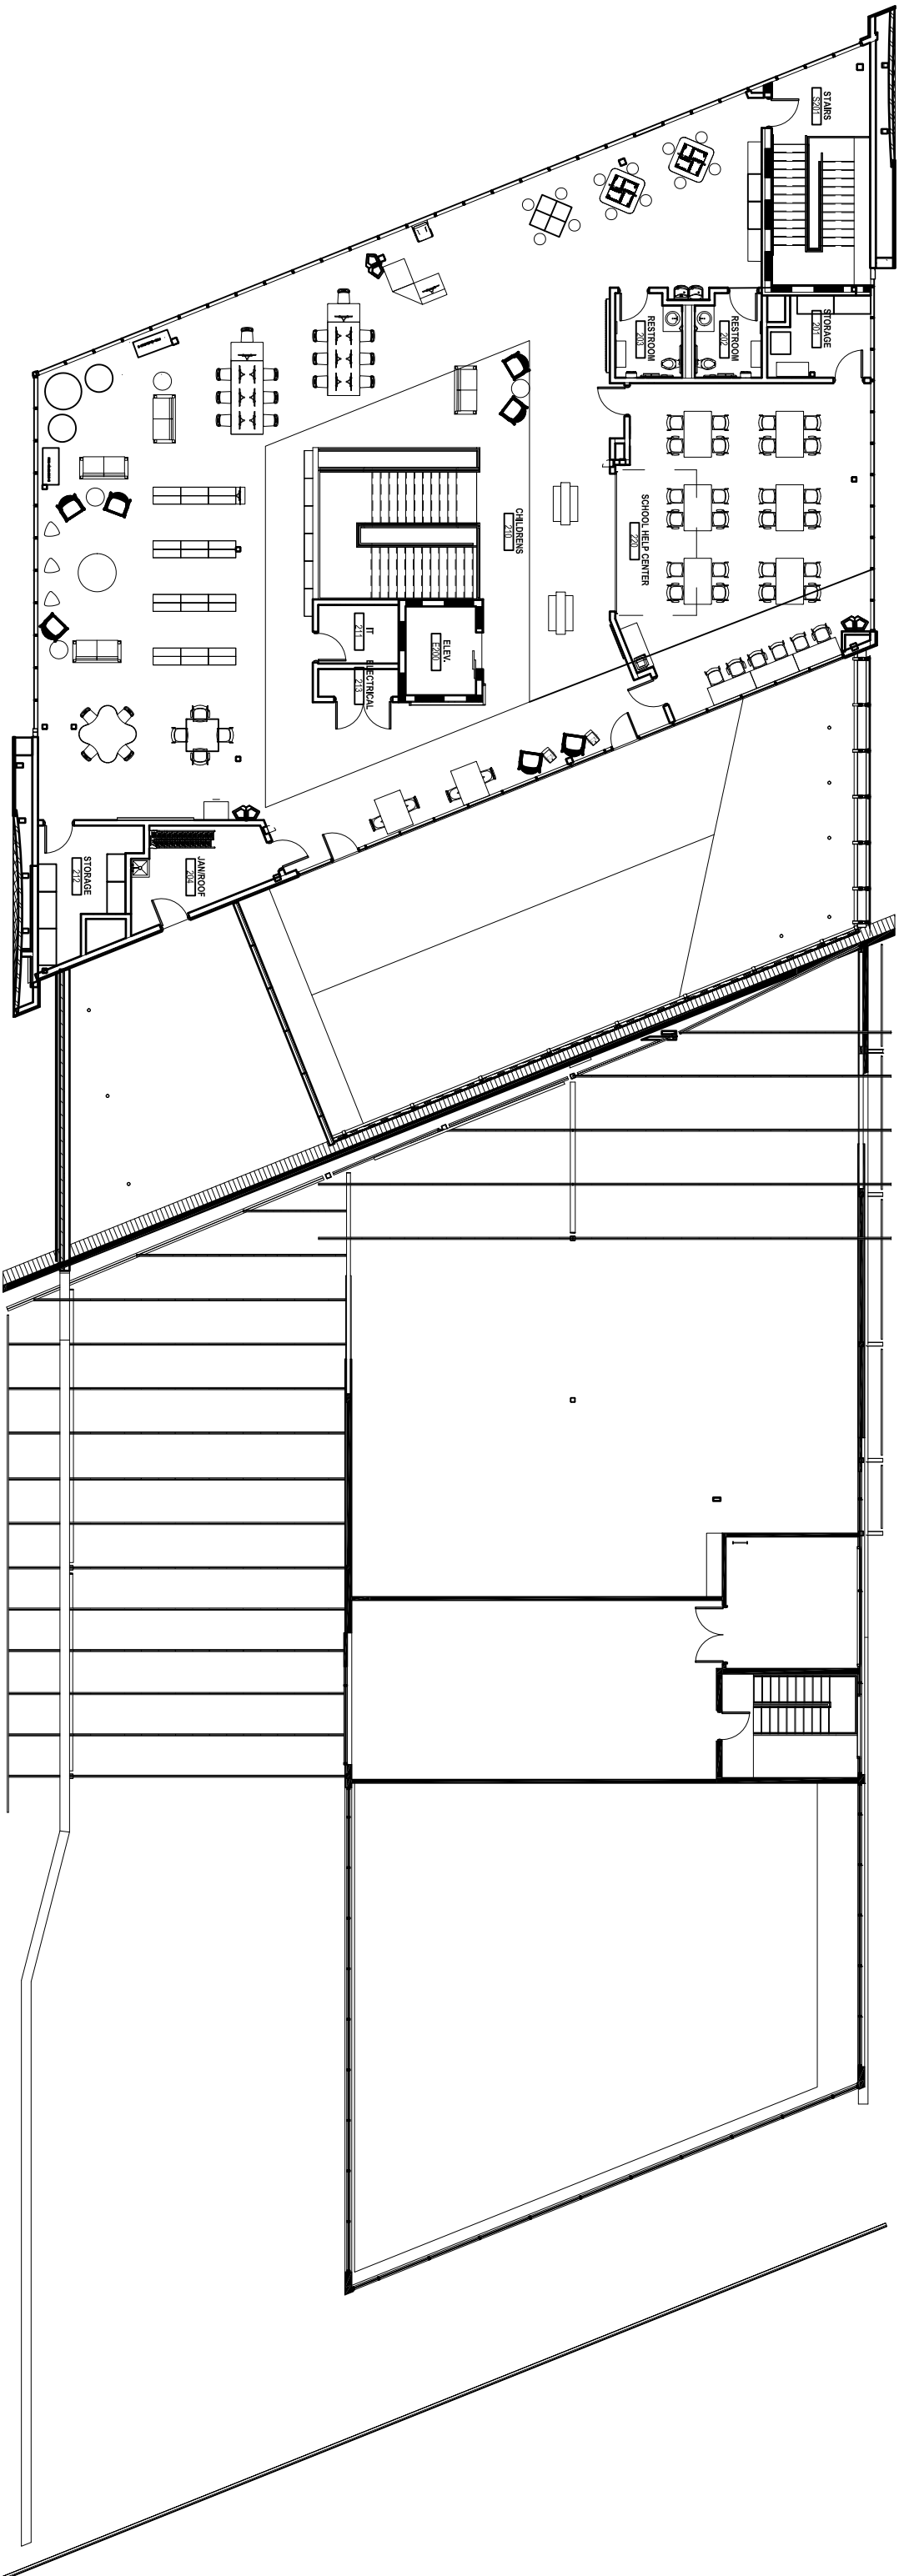 STAIRS
S201
STORAGE
201
RESTROOM
202
RESTROOM
203
SCHOOL HELP CENTER
220
CHILDRENS
210
ELEV.
E200
IT
211
ELECTRICAL
213
JAN/ROOF
204
STORAGE
212